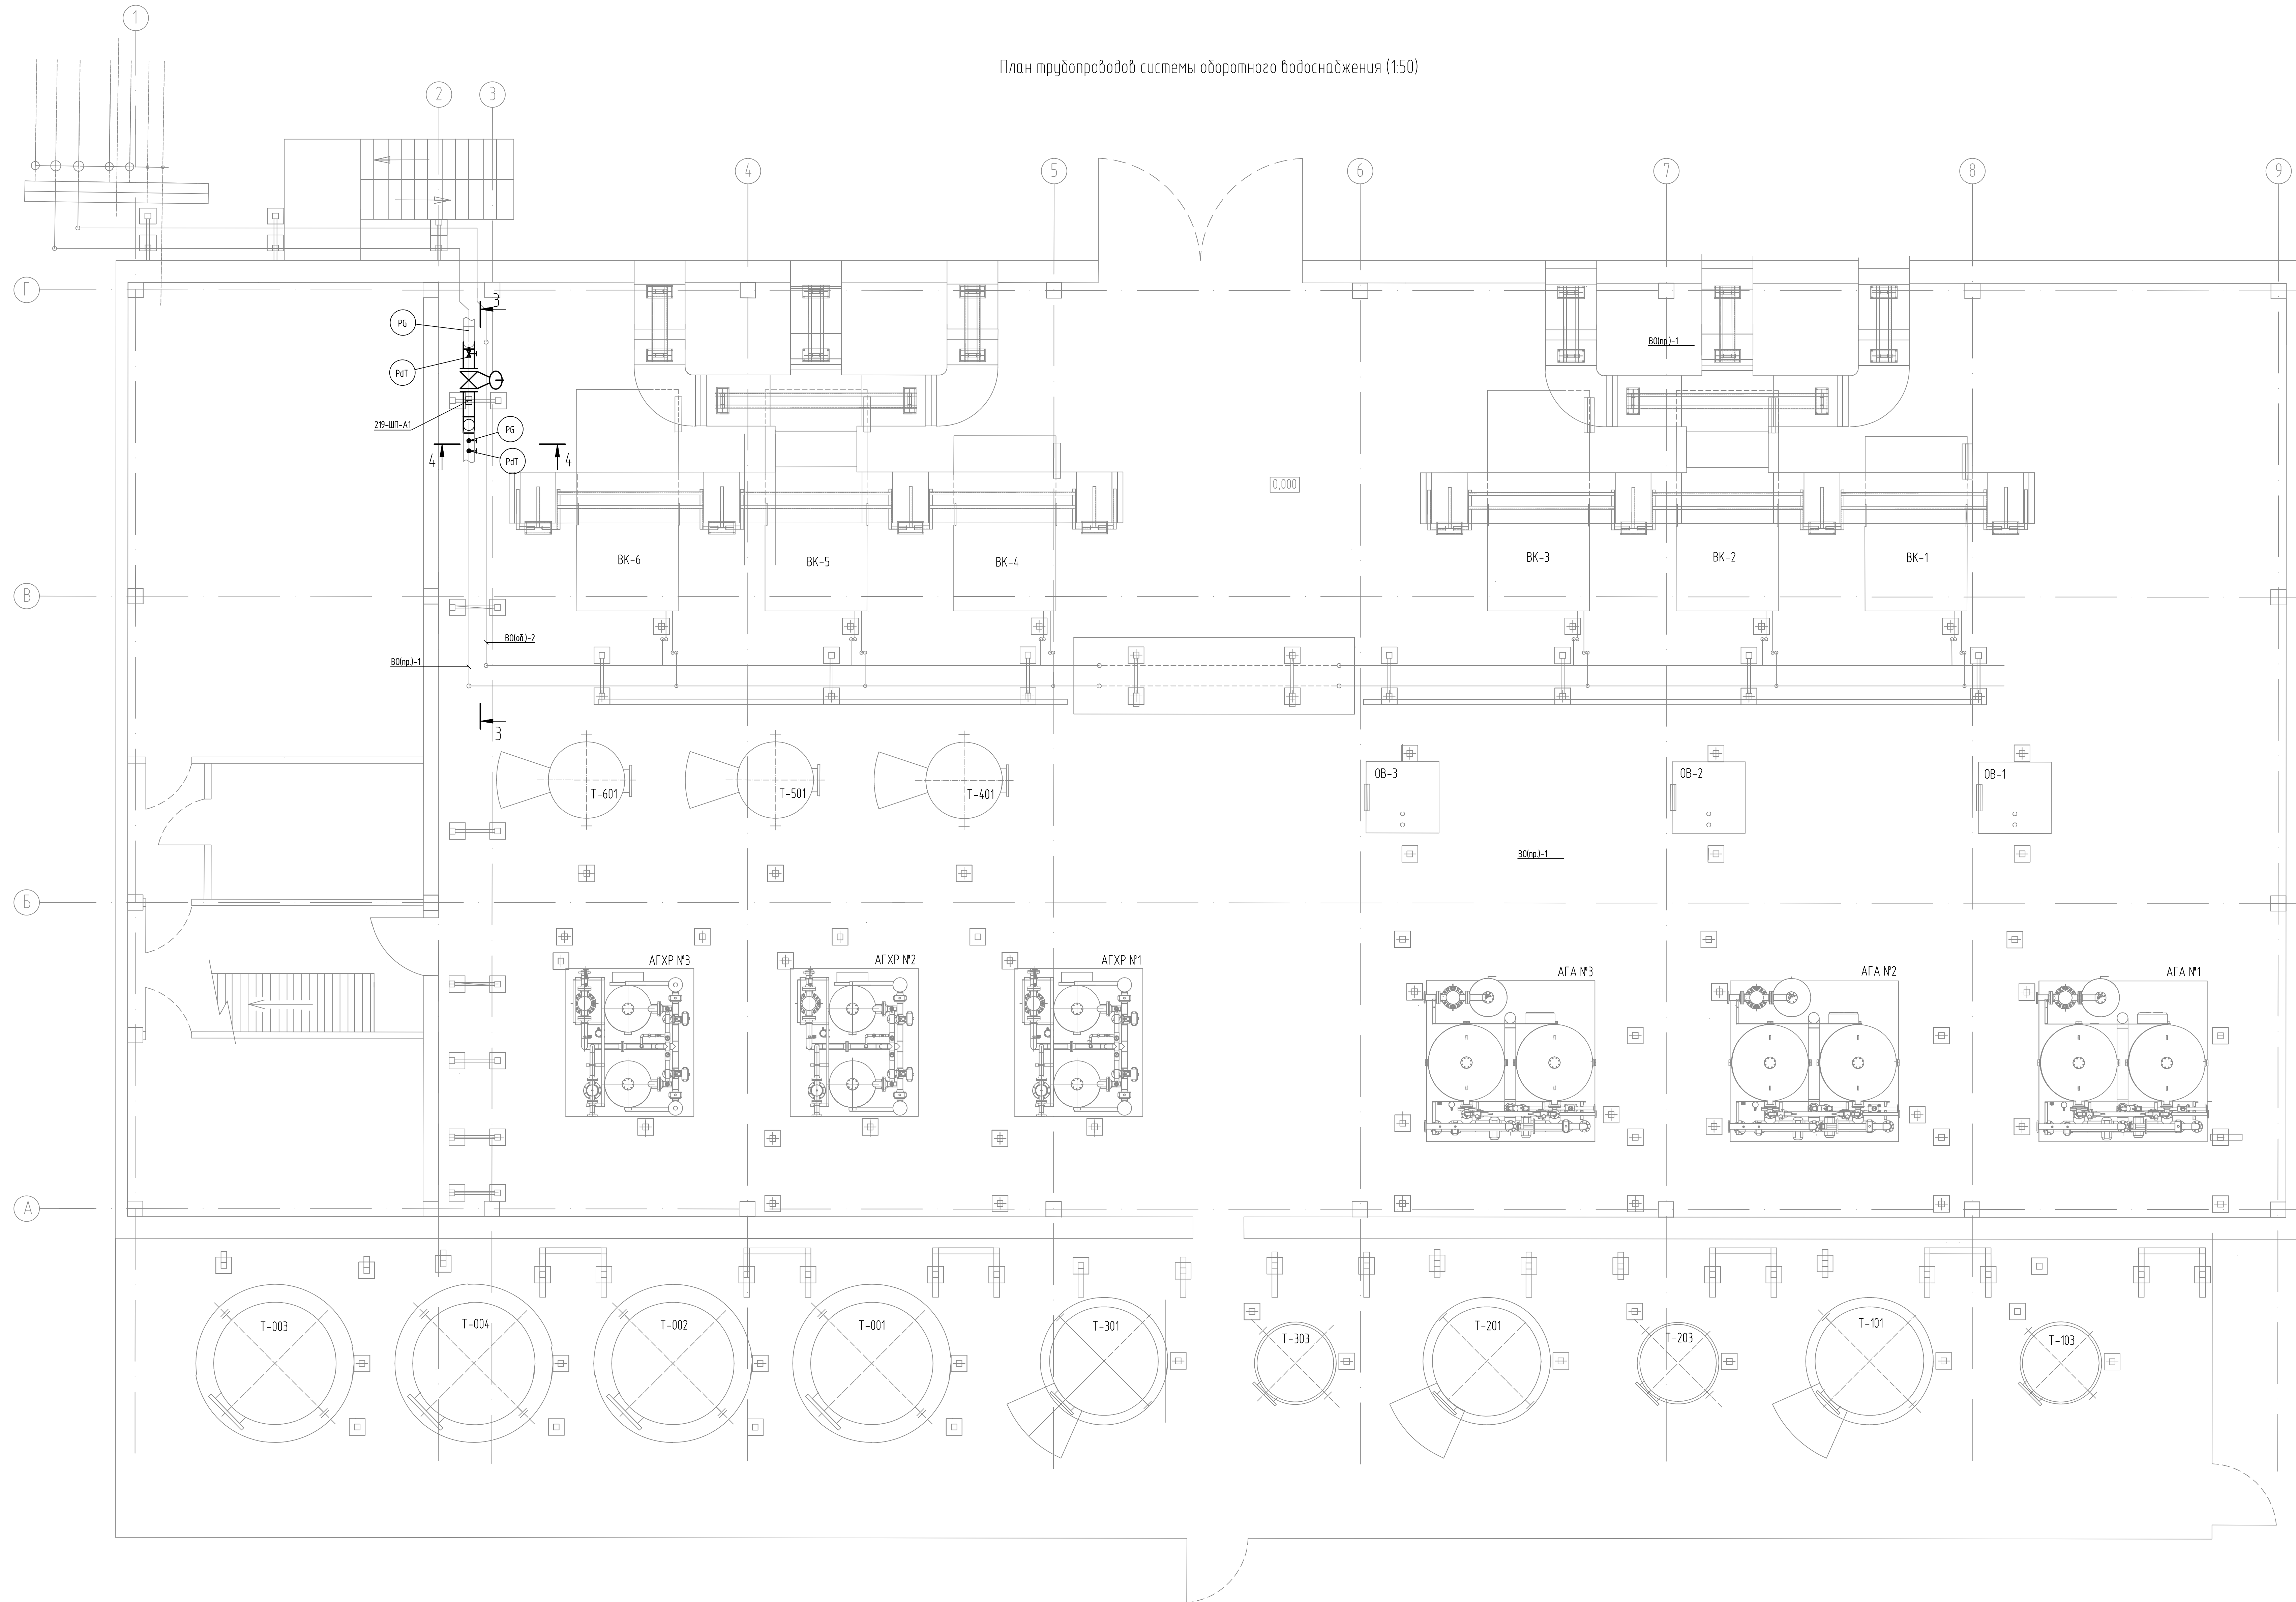 1
План трубопроводов системы оборотного водоснабжения (1:50)
2
3
4
5
6
7
8
9
Г
3
PG
ВО(пр.)-1
PdT
219-ШП-А1
PG
4
4
PdT
0,000
ВК-6
ВК-5
ВК-4
ВК-3
ВК-2
ВК-1
В
ВО(об.)-2
ВО(пр.)-1
3
Т-601
Т-501
Т-401
ОВ-3
ОВ-2
ОВ-1
ВО(пр.)-1
Б
АГХР №3
АГХР №2
АГХР №1
АГА №3
АГА №2
АГА №1
А
Т-003
Т-004
Т-002
Т-001
Т-301
Т-303
Т-201
Т-203
Т-101
Т-103